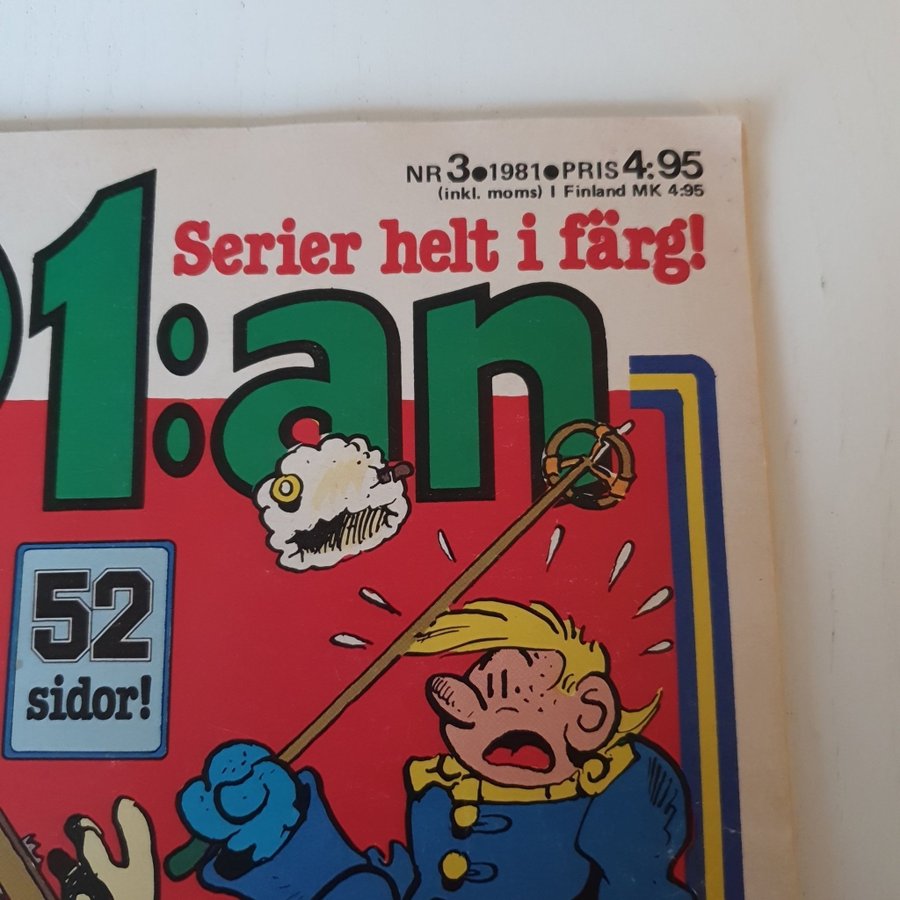 NR 3•1981•PRIS 4:95
(inkl. moms) I Finland MK 4:95
Serier helt i färg!
1:an
52
sidor!